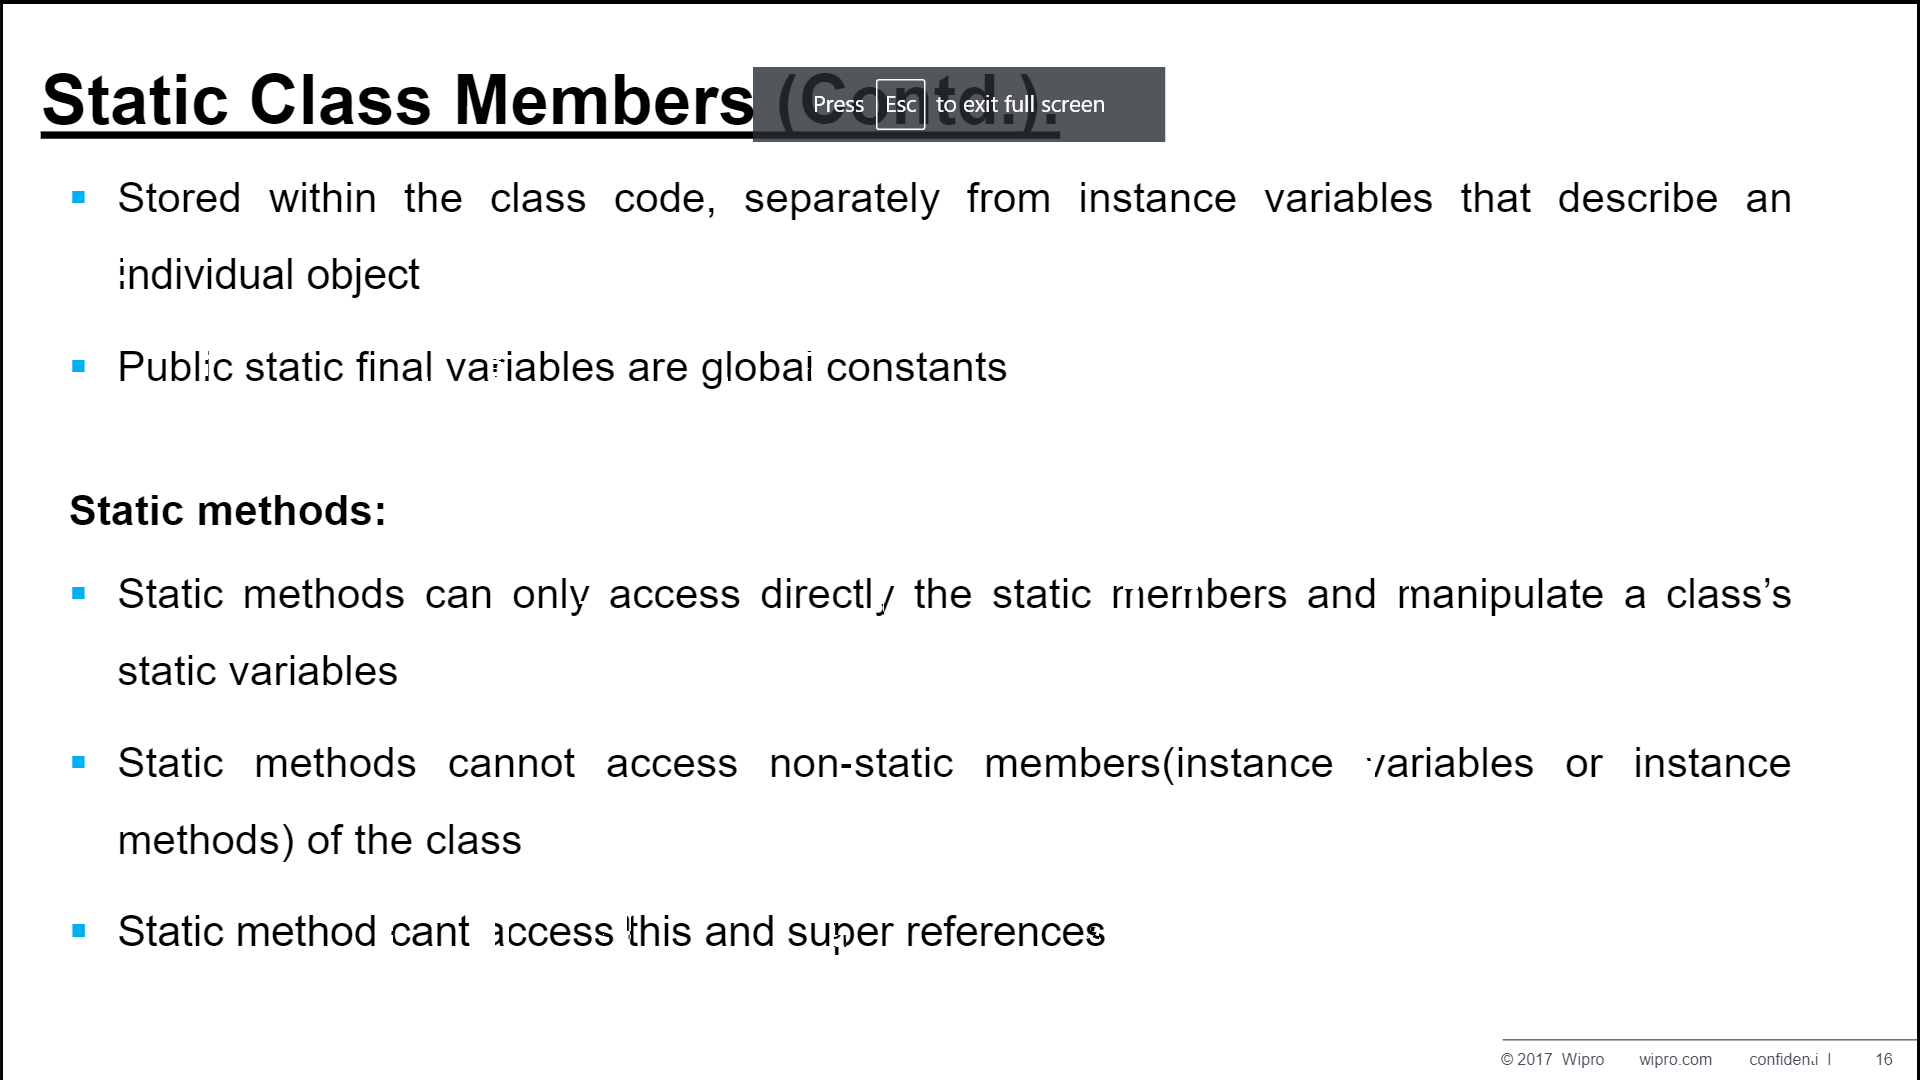 Static Class Members (Contd.).
Press Esc to exit full screen
Stored within the class code, separately from instance variables that describe an
individual object
Public static final variables are global constants
Static methods:
Static methods can only access directly the static members and manipulate a class’s
static variables
Static methods cannot access non-static members(instance variables or instance
methods) of the class
Static method cant access this and super references
© 2017 Wipro wipro.com 16